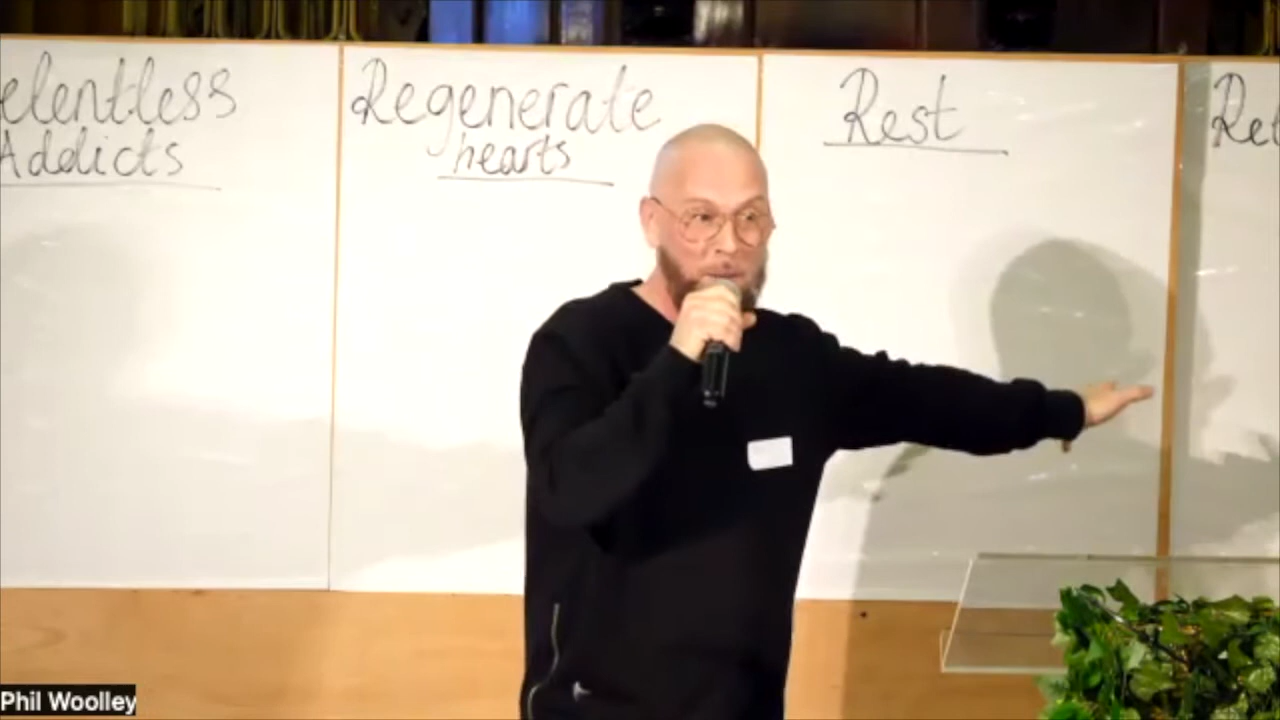 elentless
Addicts
Regenerate
hearts
Rest
Phil Woolley